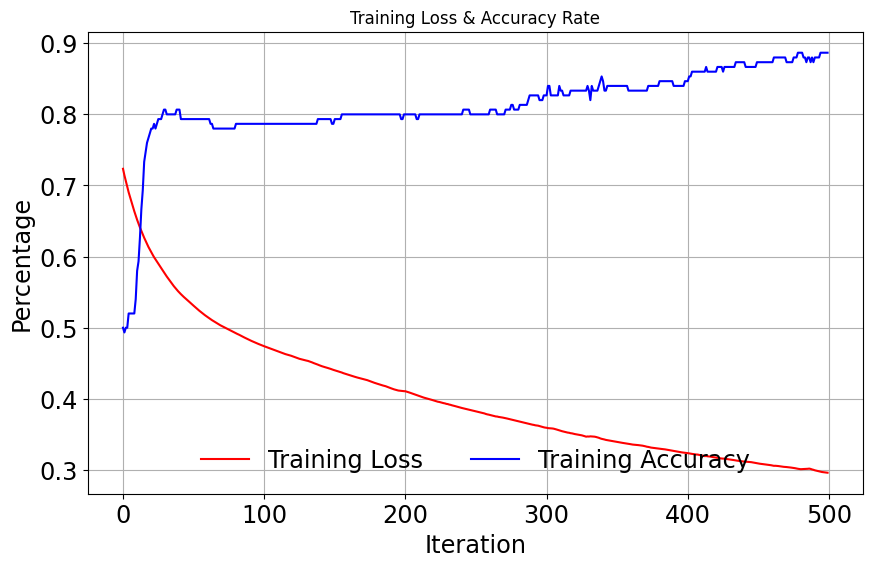 Training Loss & Accuracy Rate
Percentage
0.9
0.8
0.7
0.6
0.5
0.4
0.3
Training Loss
Training Accuracy
0
100
200
300
400
500
Iteration